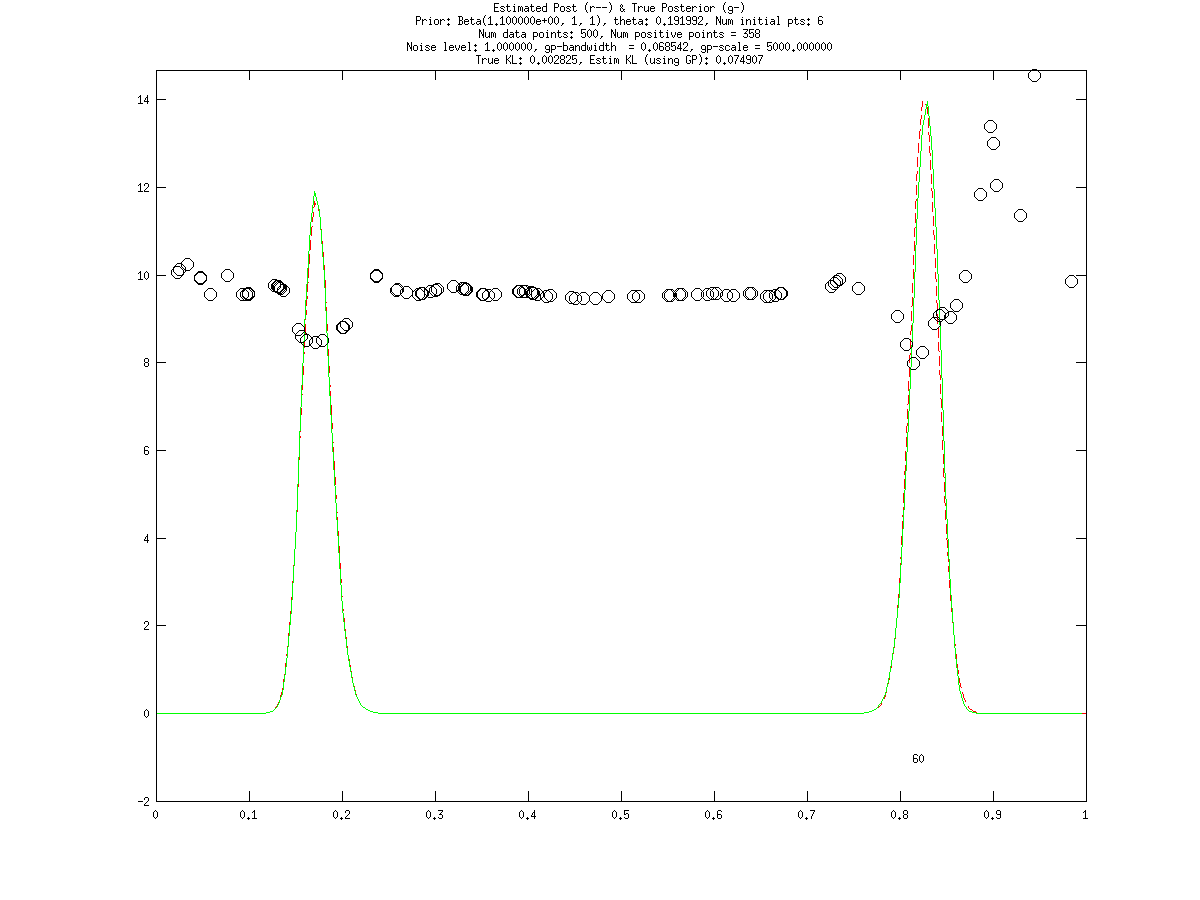 Estimated Post (r--) & True Posterior (g-)
Prior: Beta(1.100000e+00, 1, 1), theta: 0.191992, Num initial pts: 6
Num data points: 500, Num positive points = 358
Noise level: 1.000000, gp-bandwidth  = 0.068542, gp-scale = 5000.000000
True KL: 0.002825, Estim KL (using GP): 0.074907
14
12
10
8
6
4
2
0
60
-2
0 0.1 0.2 0.3 0.4 0.5 0.6 0.7 0.8 0.9 1